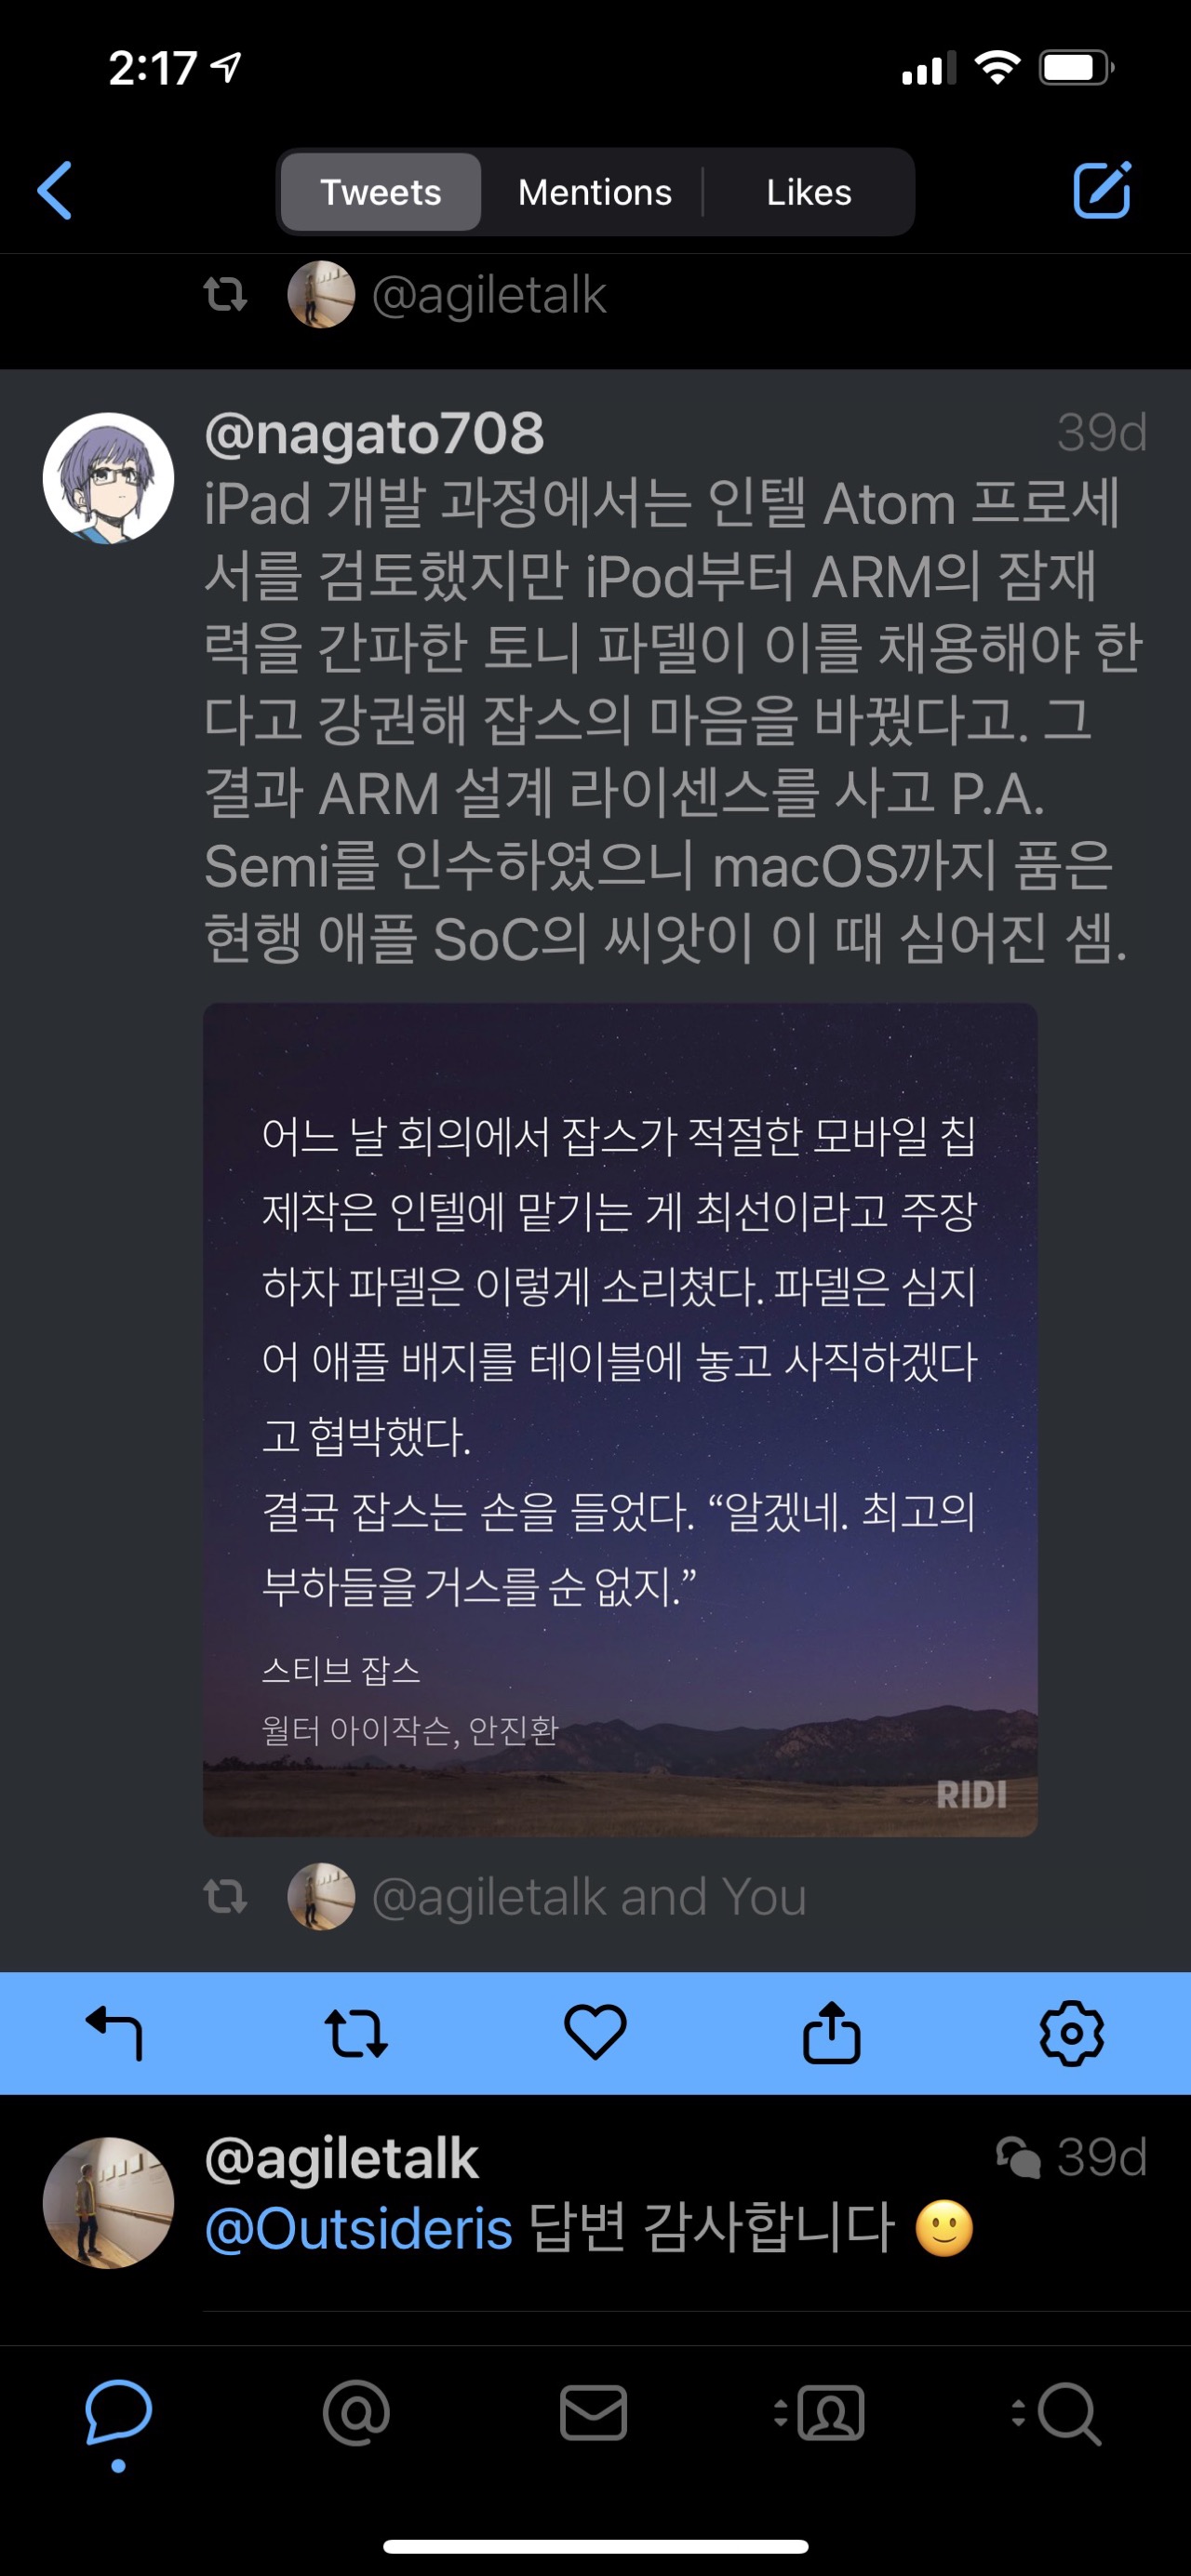 2:17
Tweets
Mentions
Likes
@agiletalk
@nagato708
39d
iPad 개발 과정에서는 인텔 Atom 프로세
서를 검토했지만 iPod부터 ARM의 잠재
력을 간파한 토니 파델이 이를 채용해야 한
다고 강권해 잡스의 마음을 바꿨다고. 그
결과 ARM 설계 라이센스를 사고 P.A.
Semi를 인수하였으니 macOS까지 품은
현행 애플 SoC의 씨앗이 이 때 심어진 셈.
어느 날 회의에서 잡스가 적절한 모바일 칩
제작은 인텔에 맡기는 게 최선이라고 주장
하자 파델은 이렇게 소리쳤다. 파델은 심지
어 애플 배지를 테이블에 놓고 사직하겠다
고 협박했다.
결국 잡스는 손을 들었다. “알겠네. 최고의
부하들을 거스를 순 없지.”
스티브 잡스
월터 아이작슨, 안진환
RIDI
@agiletalk and You
@agiletalk
39d
@Outsideris 답변 감사합니다 🙂